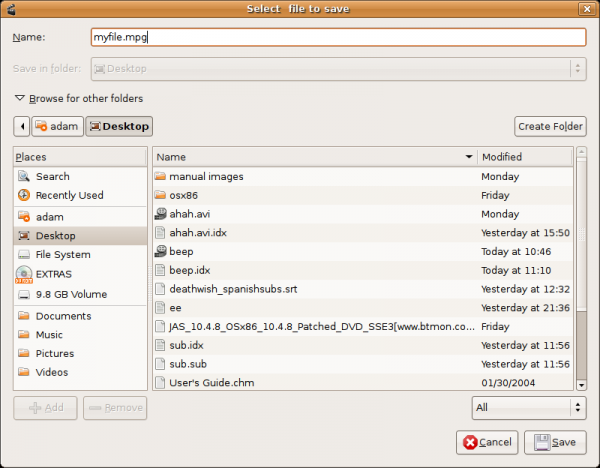 Select file to save
Name: myfile.mpg
Save in folder: Desktop
Browse for other folders
adam Desktop Create Folder
Places
Search
Recently Used
adam
Desktop
File System
EXTRAS
9.8 GB Volume
Documents
Music
Pictures
Videos
Name Modified
manual images Monday
osx86 Friday
ahah.avi Monday
ahah.avi.idx Yesterday at 15:50
beep Today at 10:46
beep.idx Today at 11:10
deathwish_spanishsubs.srt Yesterday at 12:32
ee Yesterday at 21:36
JAS_10.4.8_OSx86_10.4.8_Patched_DVD_SSE3[www.btmon.co... Friday
sub.idx Yesterday at 11:56
sub.sub Yesterday at 11:56
User's Guide.chm 01/30/2004
Add Remove All
Cancel Save